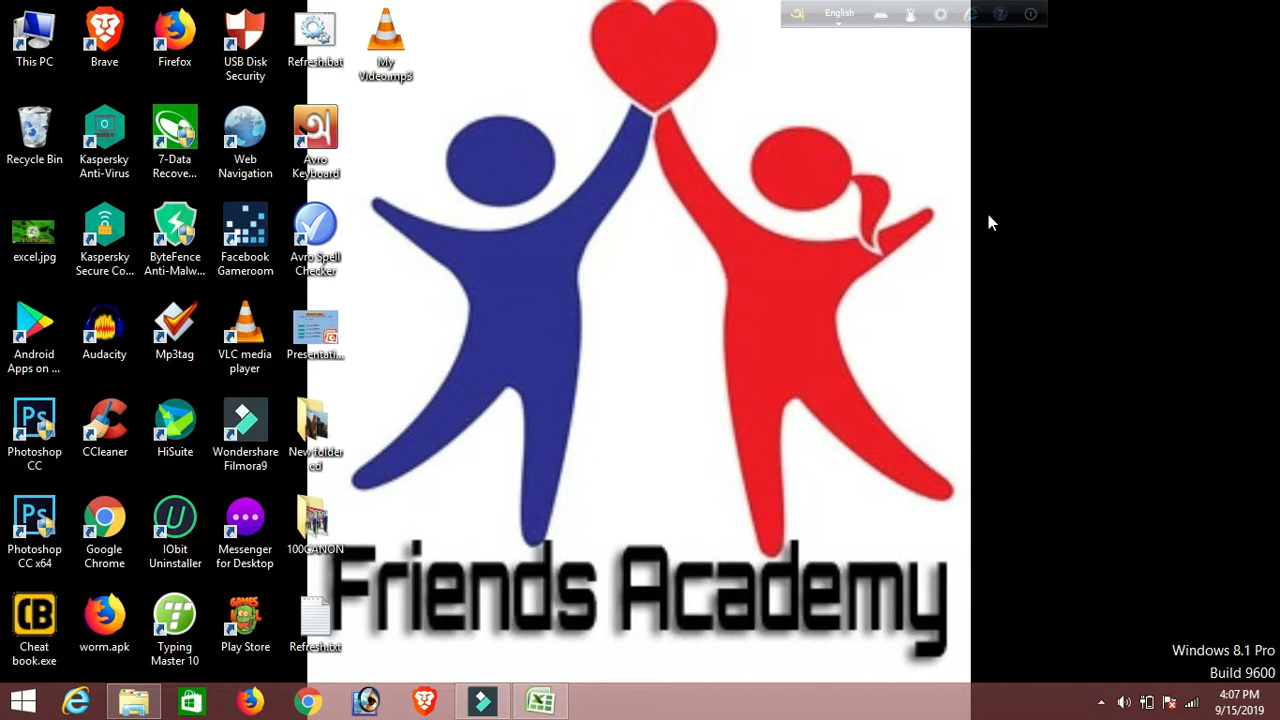 English
This PC
Brave
Firefox
USB Disk
Security
Refresh.bat
My
Video.mp3
Recycle Bin
Kaspersky
Anti-Virus
7-Data
Recove...
Web
Navigation
Avro
Keyboard
excel.jpg
Kaspersky
Secure Co...
ByteFence
Anti-Malw...
Facebook
Gameroom
Avro Spell
Checker
Android
Apps on ...
Audacity
Mp3tag
VLC media
player
Presentati...
Photoshop
CC
CCleaner
HiSuite
Wondershare
Filmora9
New folder
cd
Photoshop
CC x64
Google
Chrome
IObit
Uninstaller
Messenger
for Desktop
100CANON
Cheat
book.exe
worm.apk
Typing
Master 10
Play Store
Refresh.txt
Friends Academy
Windows 8.1 Pro
Build 9600
4:07 PM
9/15/2019